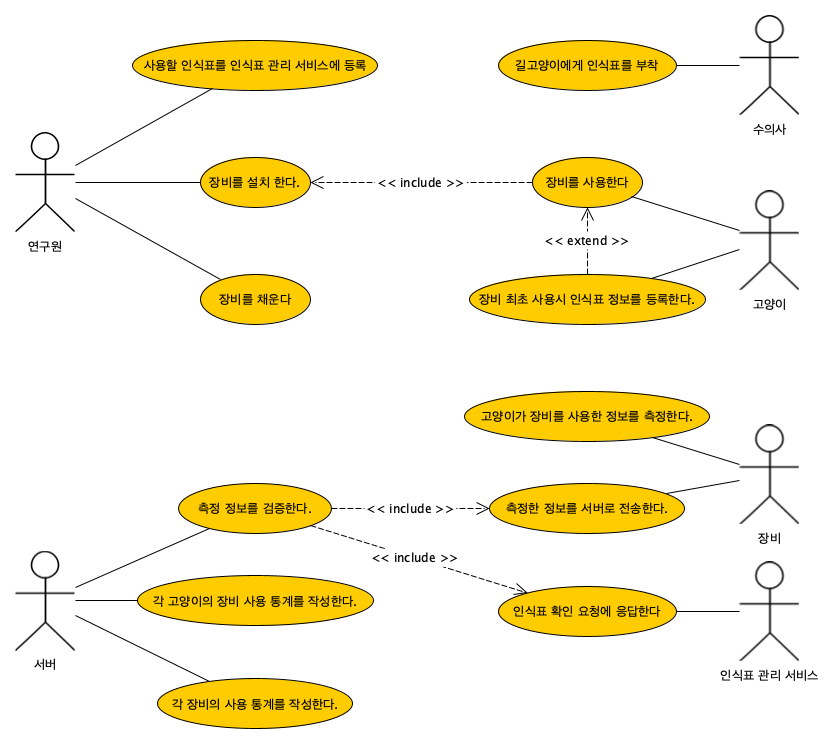 사용할 인식표를 인식표 관리 서비스에 등록
길고양이에게 인식표를 부착
수의사
장비를 설치 한다.
<< include >>
장비를 사용한다
연구원
<< extend >>
장비를 채운다
장비 최초 사용시 인식표 정보를 등록한다.
고양이
고양이가 장비를 사용한 정보를 측정한다.
측정 정보를 검증한다.
<< include >>
측정한 정보를 서버로 전송한다.
장비
<< include >>
각 고양이의 장비 사용 통계를 작성한다.
인식표 확인 요청에 응답한다
서버
인식표 관리 서비스
각 장비의 사용 통계를 작성한다.